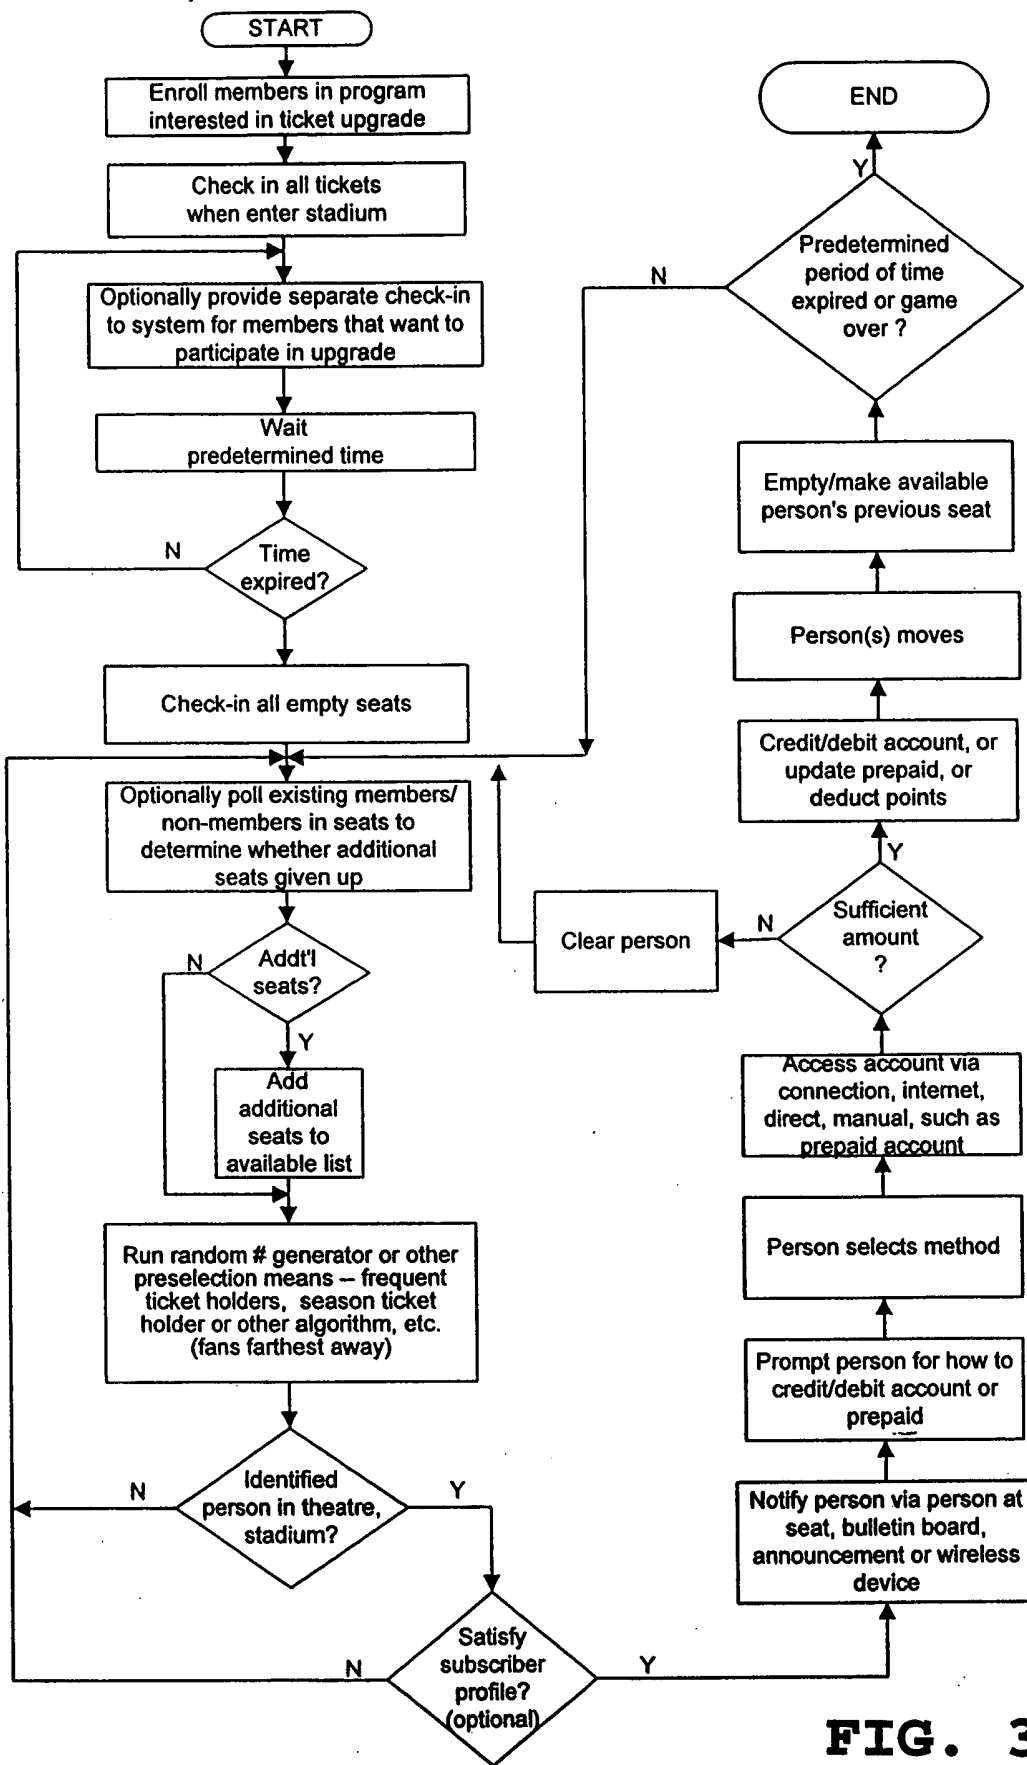 START
Enroll members in program
interested in ticket upgrade
Check in all tickets
when enter stadium
Optionally provide separate check-in
to system for members that want to
participate in upgrade
Wait
predetermined time
N
Time
expired?
Check-in all empty seats
Optionally poll existing members/
non-members in seats to
determine whether additional
seats given up
N
Addt'l
seats?
Y
Add
additional
seats to
available list
Run random # generator or other
preselection means – frequent
ticket holders, season ticket
holder or other algorithm, etc.
(fans farthest away)
N
Identified
person in theatre,
stadium?
Y
N
Satisfy
subscriber
profile?
(optional)
Y
Notify person via person at
seat, bulletin board,
announcement or wireless
device
Prompt person for how to
credit/debit account or
prepaid
Person selects method
Access account via
connection, internet,
direct, manual, such as
prepaid account
Sufficient
amount
?
N
Clear person
Y
Credit/debit account, or
update prepaid, or
deduct points
Person(s) moves
Empty/make available
person's previous seat
Predetermined
period of time
expired or game
over ?
N
Y
END
FIG. 3